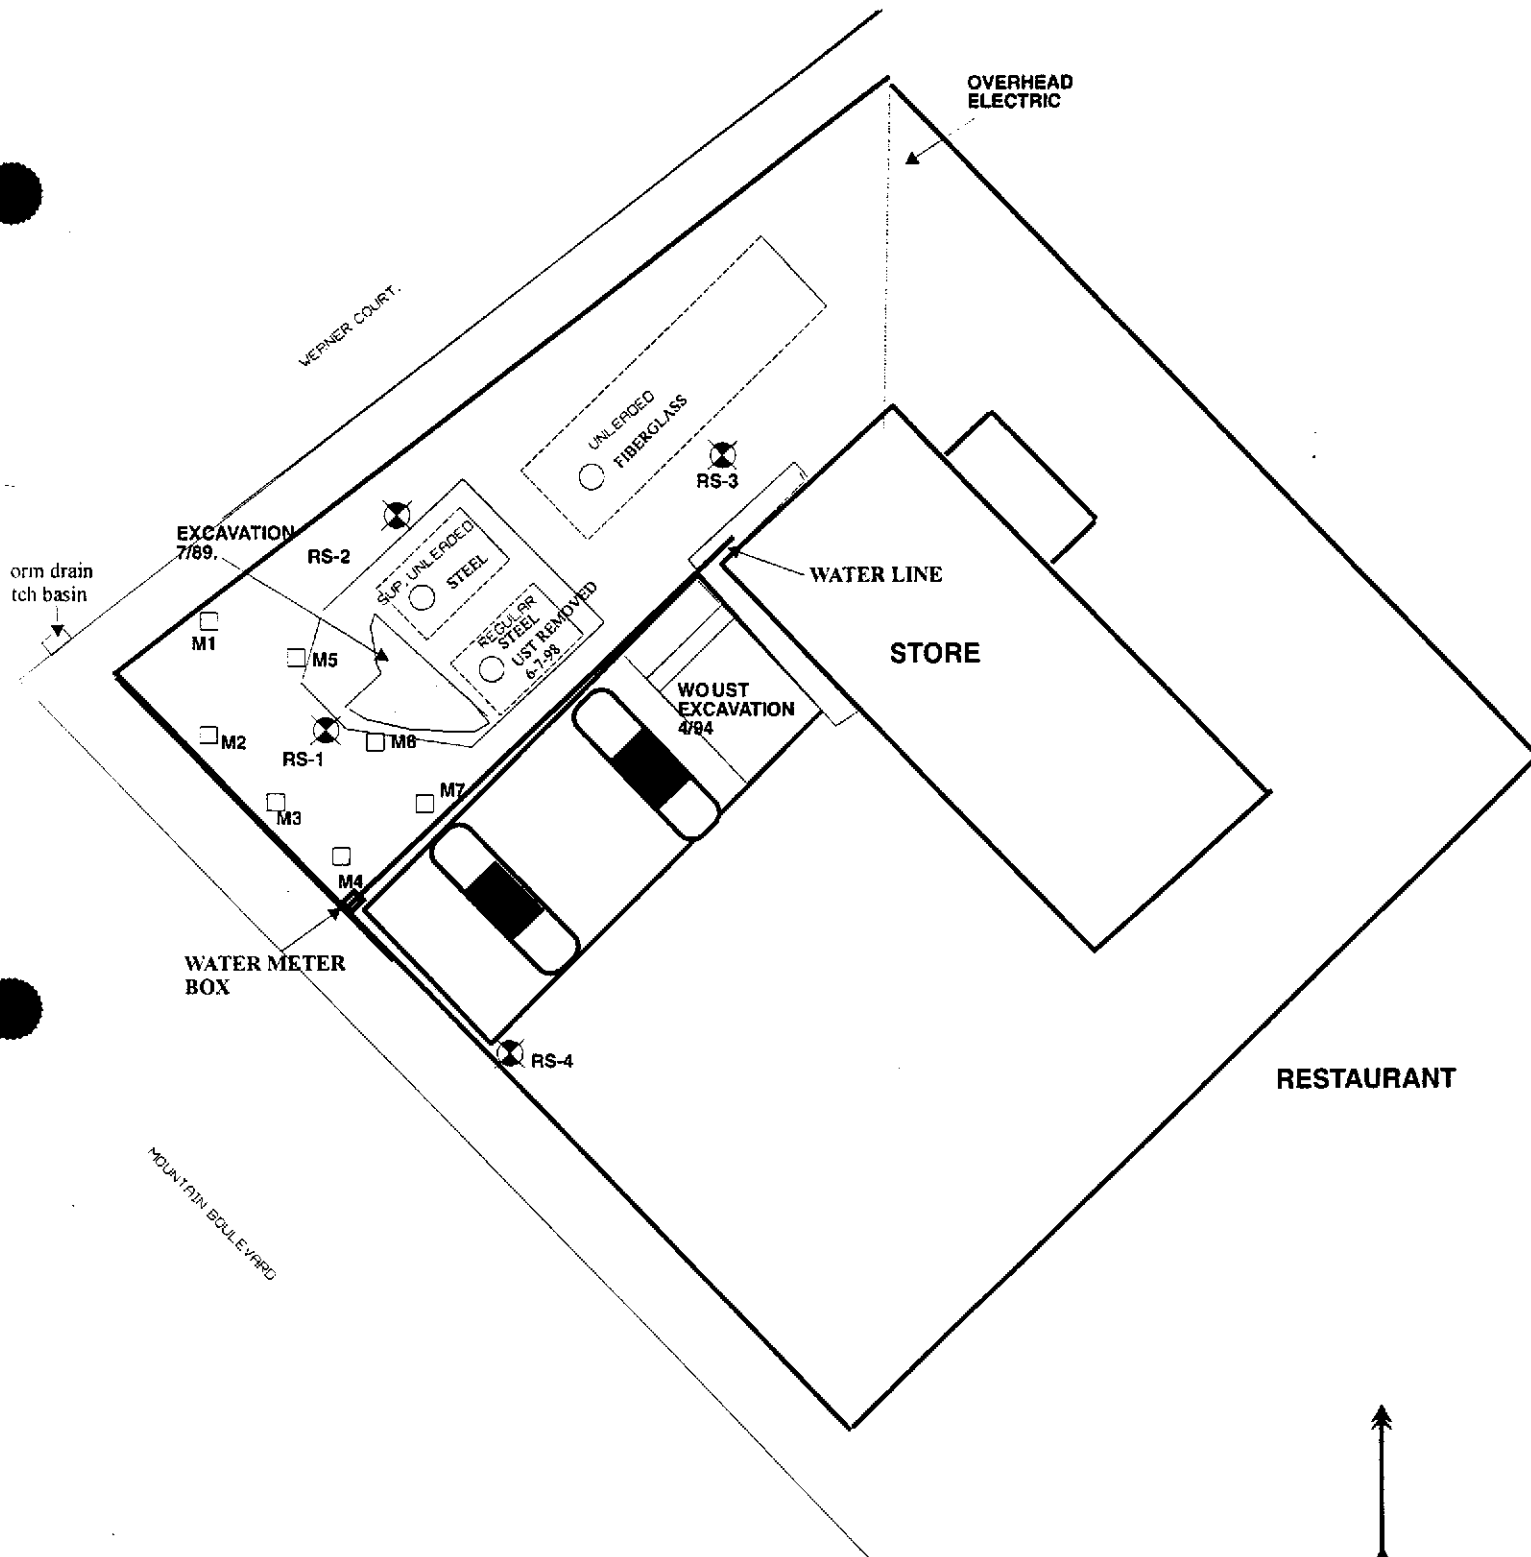 OVERHEAD
ELECTRIC
WERNER COURT.
UNLEADED
FIBERGLASS
RS-3
EXCAVATION
7/89.
RS-2
SUP. UNLEADED
STEEL
REGULAR
STEEL
UST REMOVED
6-7-98
orm drain
tch basin
WATER LINE
M1
M5
STORE
WO UST
EXCAVATION
4/94
M2
RS-1
M6
M7
M3
M4
WATER METER
BOX
RS-4
RESTAURANT
MOUNTAIN BOULEVARD